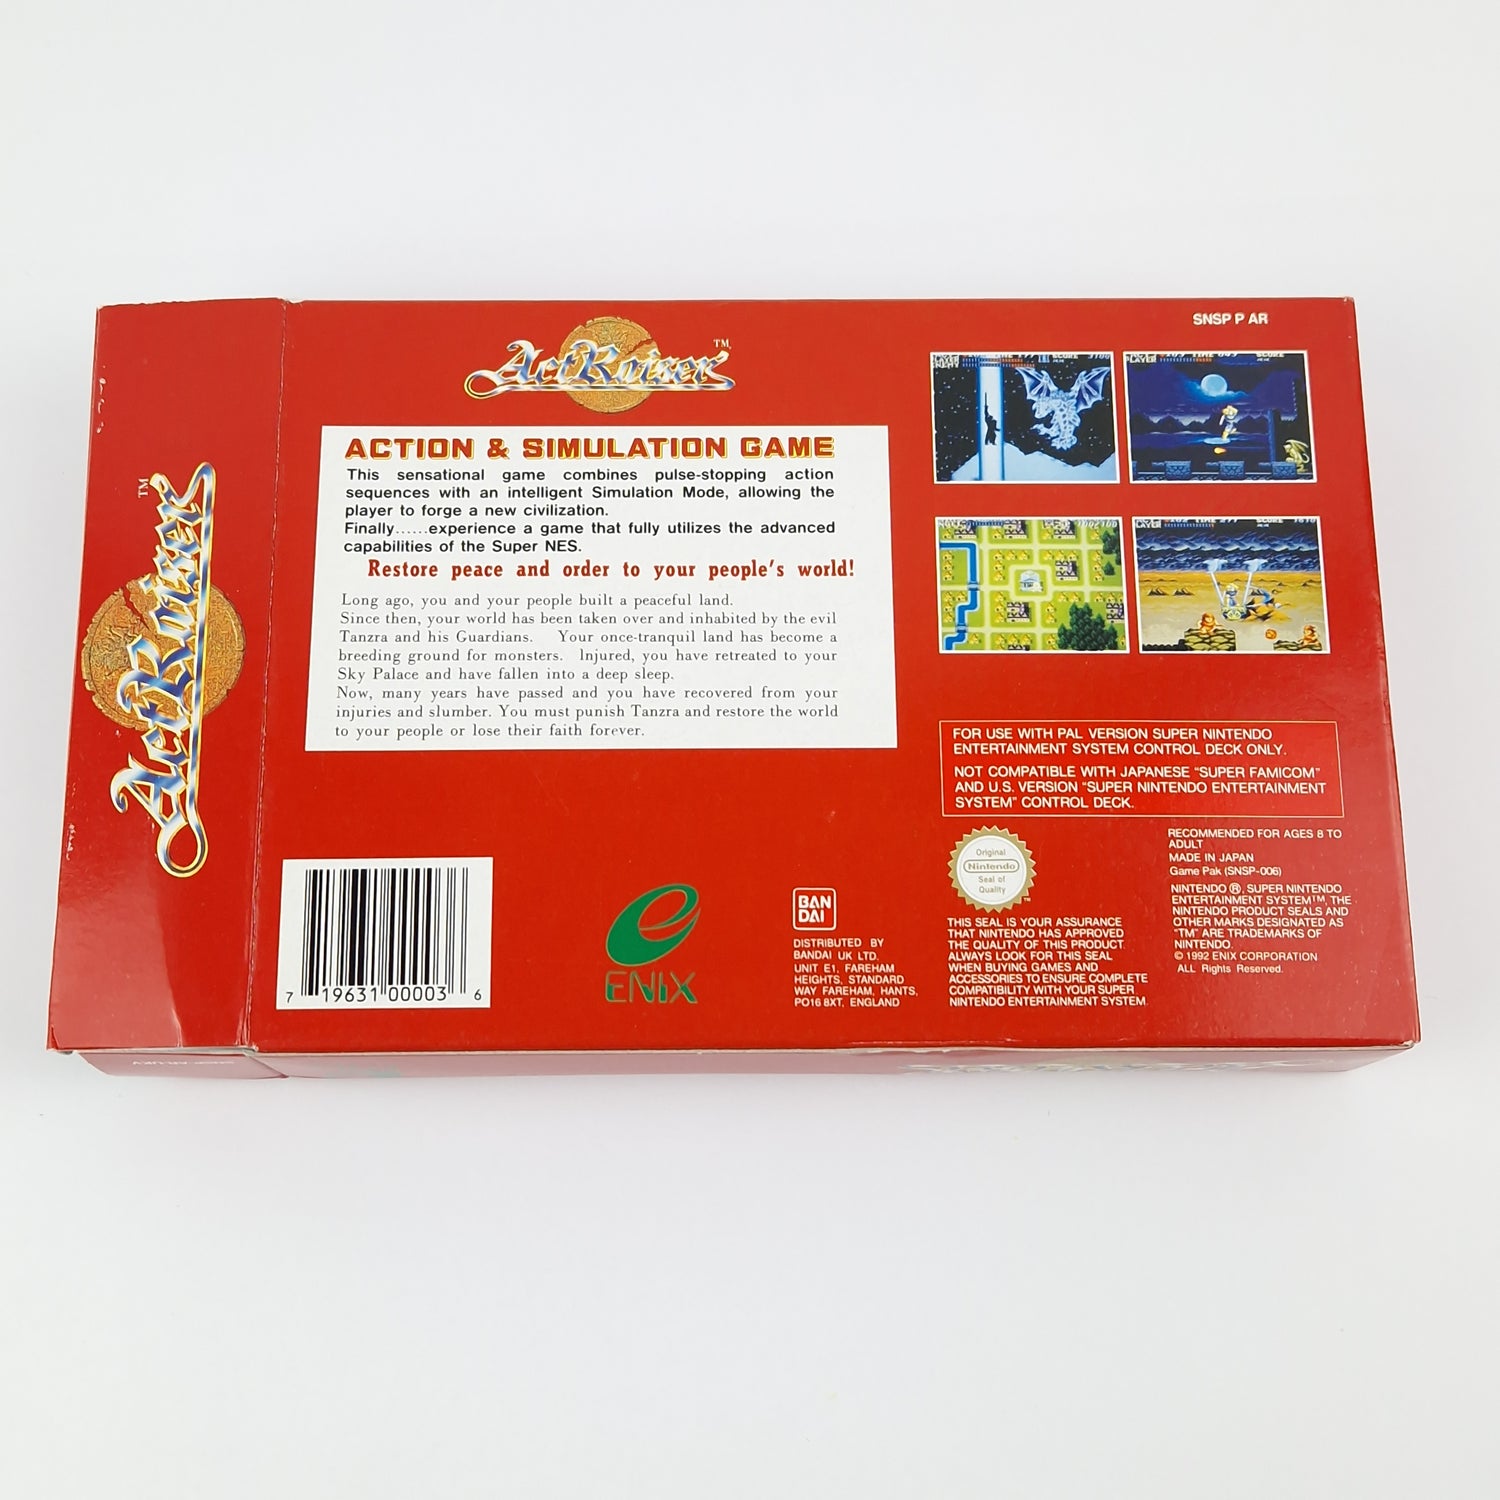 ActRaiser™
ActRaiser™
SNSP P AR
ACTION & SIMULATION GAME
This sensational game combines pulse-stopping action
sequences with an intelligent Simulation Mode, allowing the
player to forge a new civilization.
Finally......experience a game that fully utilizes the advanced
capabilities of the Super NES.
Restore peace and order to your people's world!
Long ago, you and your people built a peaceful land.
Since then, your world has been taken over and inhabited by the evil
Tanzra and his Guardians. Your once-tranquil land has become a
breeding ground for monsters. Injured, you have retreated to your
Sky Palace and have fallen into a deep sleep.
Now, many years have passed and you have recovered from your
injuries and slumber. You must punish Tanzra and restore the world
to your people or lose their faith forever.
FOR USE WITH PAL VERSION SUPER NINTENDO
ENTERTAINMENT SYSTEM CONTROL DECK ONLY.
NOT COMPATIBLE WITH JAPANESE “SUPER FAMICOM”
AND U.S. VERSION “SUPER NINTENDO ENTERTAINMENT
SYSTEM” CONTROL DECK.
7 19631 00003 6
ENIX
BAN
DAI
DISTRIBUTED BY
BANDAI UK LTD.
UNIT E1, FAREHAM
HEIGHTS, STANDARD
WAY FAREHAM, HANTS,
PO16 8XT, ENGLAND
Original
Nintendo
Seal of
Quality
™
THIS SEAL IS YOUR ASSURANCE
THAT NINTENDO HAS APPROVED
THE QUALITY OF THIS PRODUCT.
ALWAYS LOOK FOR THIS SEAL
WHEN BUYING GAMES AND
ACCESSORIES TO ENSURE COMPLETE
COMPATIBILITY WITH YOUR SUPER
NINTENDO ENTERTAINMENT SYSTEM.
RECOMMENDED FOR AGES 8 TO
ADULT
MADE IN JAPAN
Game Pak (SNSP-006)
NINTENDO ®, SUPER NINTENDO
ENTERTAINMENT SYSTEM™, THE
NINTENDO PRODUCT SEALS AND
OTHER MARKS DESIGNATED AS
“TM” ARE TRADEMARKS OF
NINTENDO.
© 1992 ENIX CORPORATION
ALL Rights Reserved.